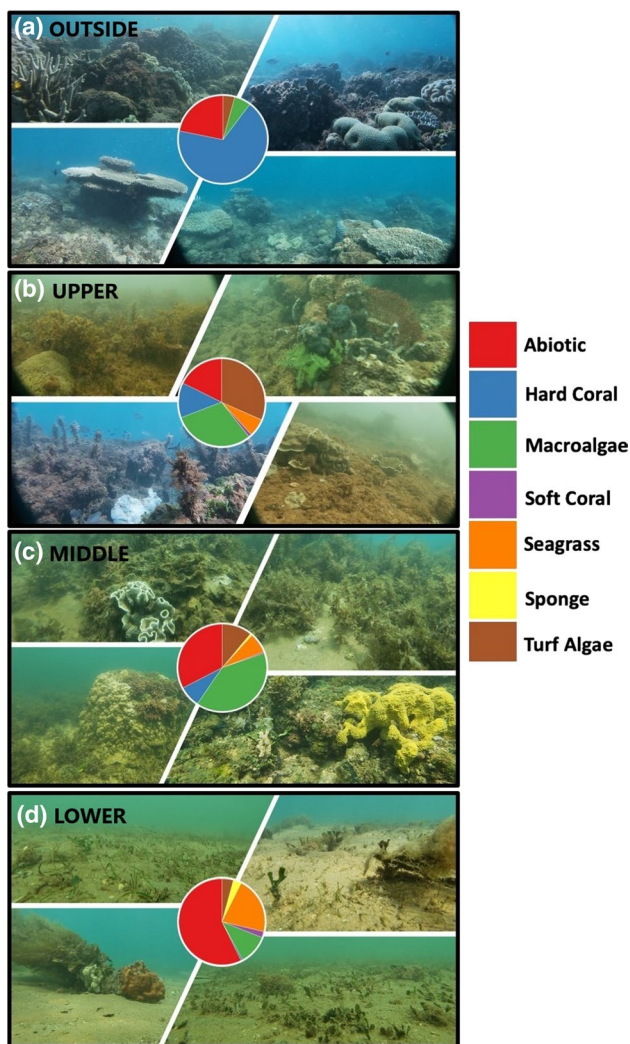 (a) OUTSIDE
(b) UPPER
(c) MIDDLE
(d) LOWER
Abiotic
Hard Coral
Macroalgae
Soft Coral
Seagrass
Sponge
Turf Algae